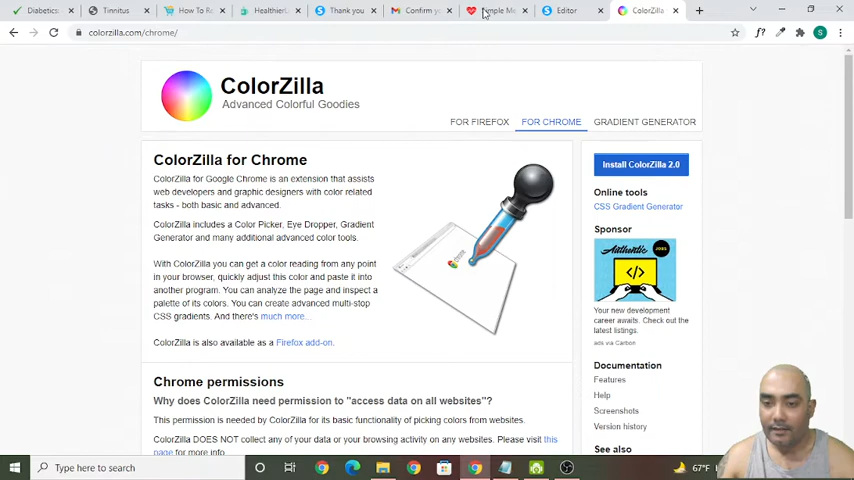 Diabetics
Tinnitus
How To Ro
HealthierL
Thank you
Confirm yo
Simple Me
Editor
ColorZilla
colorzilla.com/chrome/
f?
S
ColorZilla
Advanced Colorful Goodies
FOR FIREFOX
FOR CHROME
GRADIENT GENERATOR
ColorZilla for Chrome
ColorZilla for Google Chrome is an extension that assists
web developers and graphic designers with color related
tasks - both basic and advanced.
ColorZilla includes a Color Picker, Eye Dropper, Gradient
Generator and many additional advanced color tools.
With ColorZilla you can get a color reading from any point
in your browser, quickly adjust this color and paste it into
another program. You can analyze the page and inspect a
palette of its colors. You can create advanced multi-stop
CSS gradients. And there's much more...
ColorZilla is also available as a Firefox add-on.
Chrome permissions
Why does ColorZilla need permission to "access data on all websites"?
This permission is needed by ColorZilla for its basic functionality of picking colors from websites.
ColorZilla DOES NOT collect any of your data or your browsing activity on any websites. Please visit this
page for more info.
Install ColorZilla 2.0
Online tools
CSS Gradient Generator
Sponsor
Authentic
JOBS
</>
Your new development
career awaits. Check out the
latest listings.
ads via Carbon
Documentation
Features
Help
Screenshots
Version history
See also
Type here to search
67°F